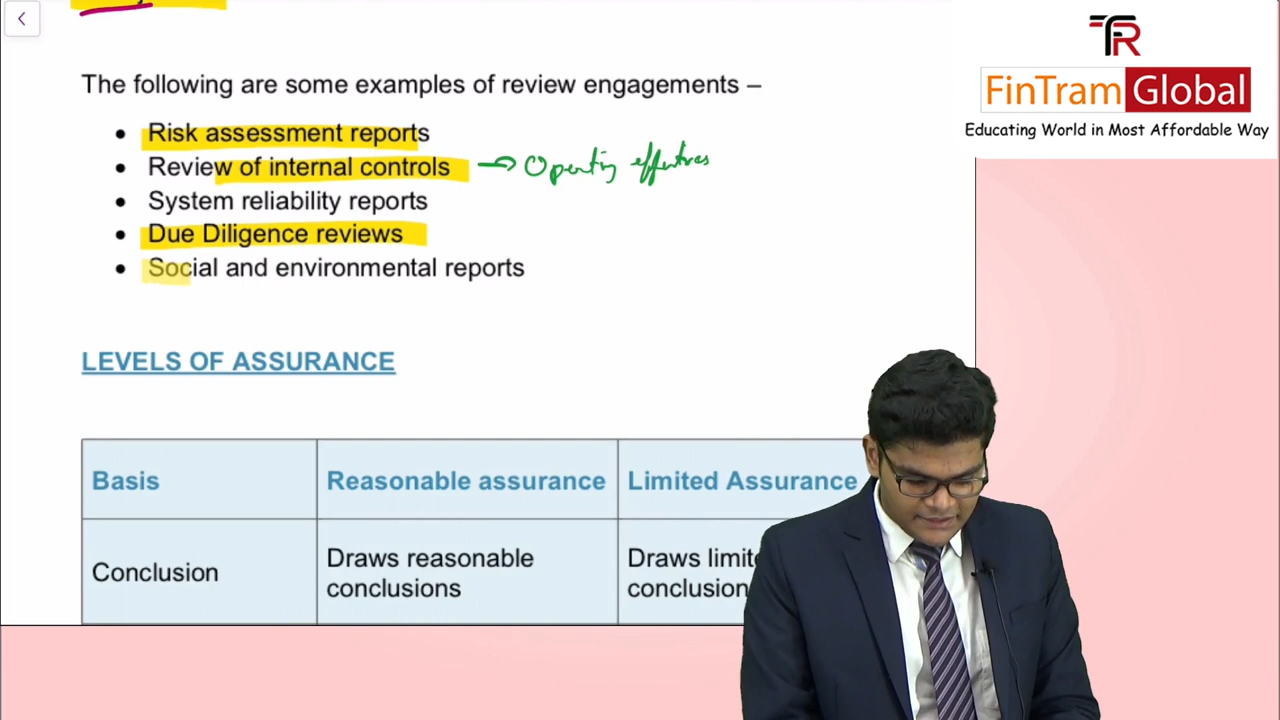 The following are some examples of review engagements –
• Risk assessment reports
• Review of internal controls → Operating
• System reliability reports
• Due Diligence reviews
• Social and environmental reports
LEVELS OF ASSURANCE
Basis Reasonable assurance Limited Assurance
Conclusion Draws reasonable conclusions Draws conclusion
TR
FinTram Global
Educating World in Most Affordable Way